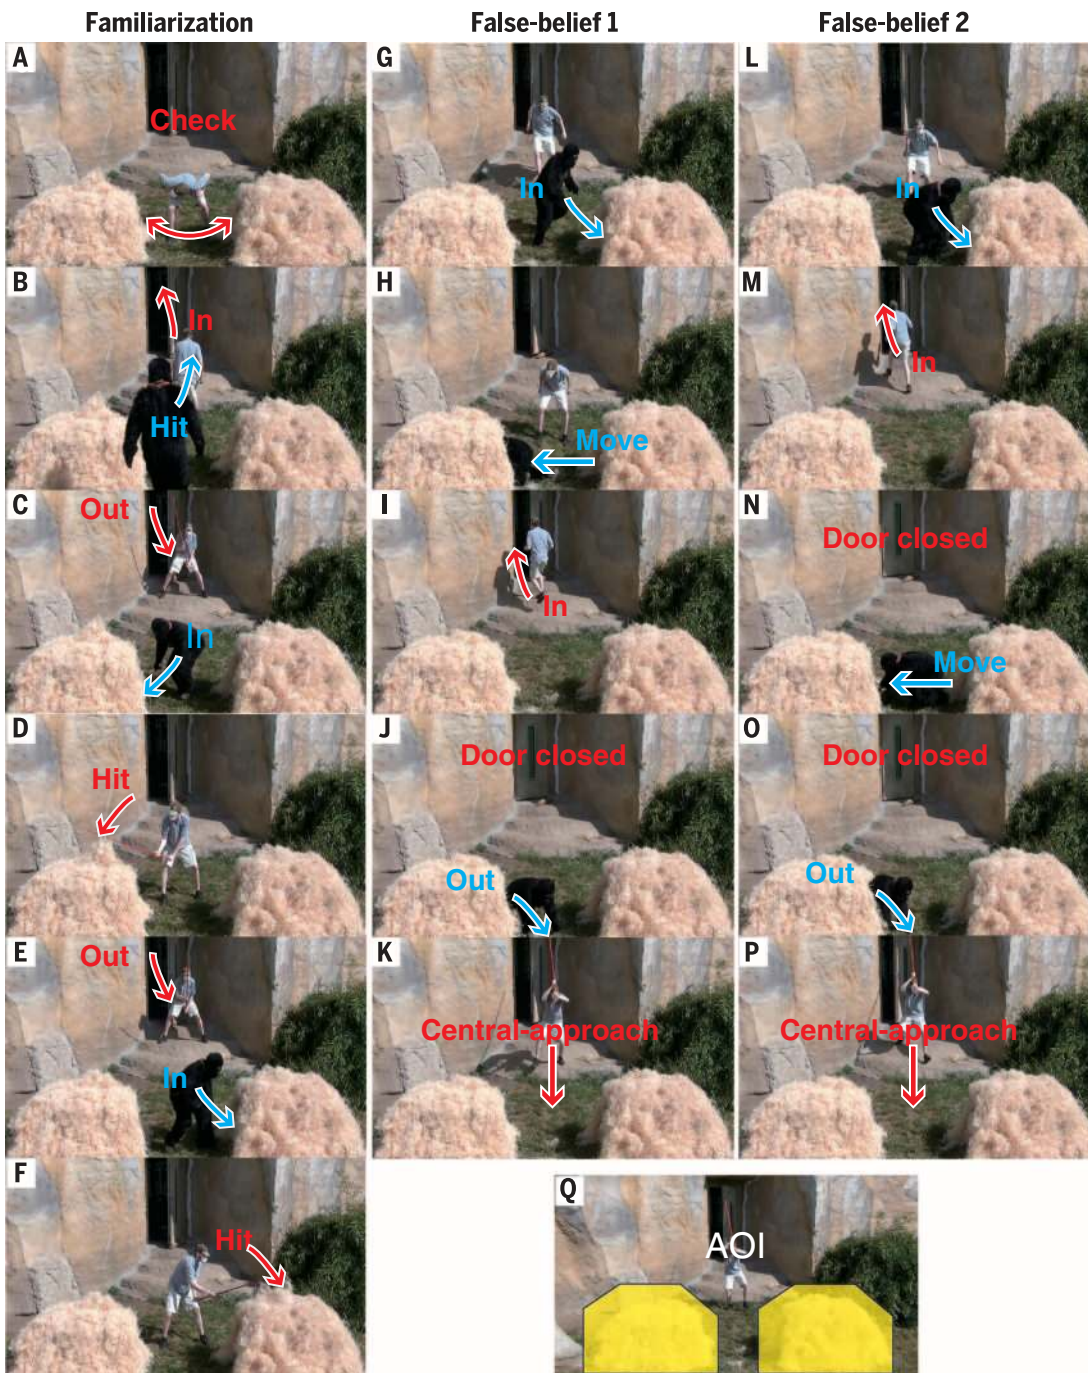 Familiarization
False-belief 1
False-belief 2
A
Check
B
In
Hit
C
Out
In
D
Hit
E
Out
In
F
Hit
G
In
H
Move
I
In
J
Door closed
Out
K
Central-approach
L
In
M
In
N
Door closed
Move
O
Door closed
Out
P
Central-approach
Q
AOI